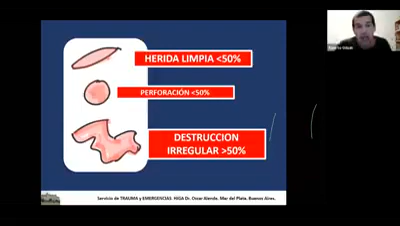 HERIDA LIMPIA <50%
PERFORACIÓN <50%
DESTRUCCION
IRREGULAR >50%
Servicio de TRAUMA y EMERGENCIAS. HIGA Dr. Oscar Alende. Mar del Plata. Buenos Aires.